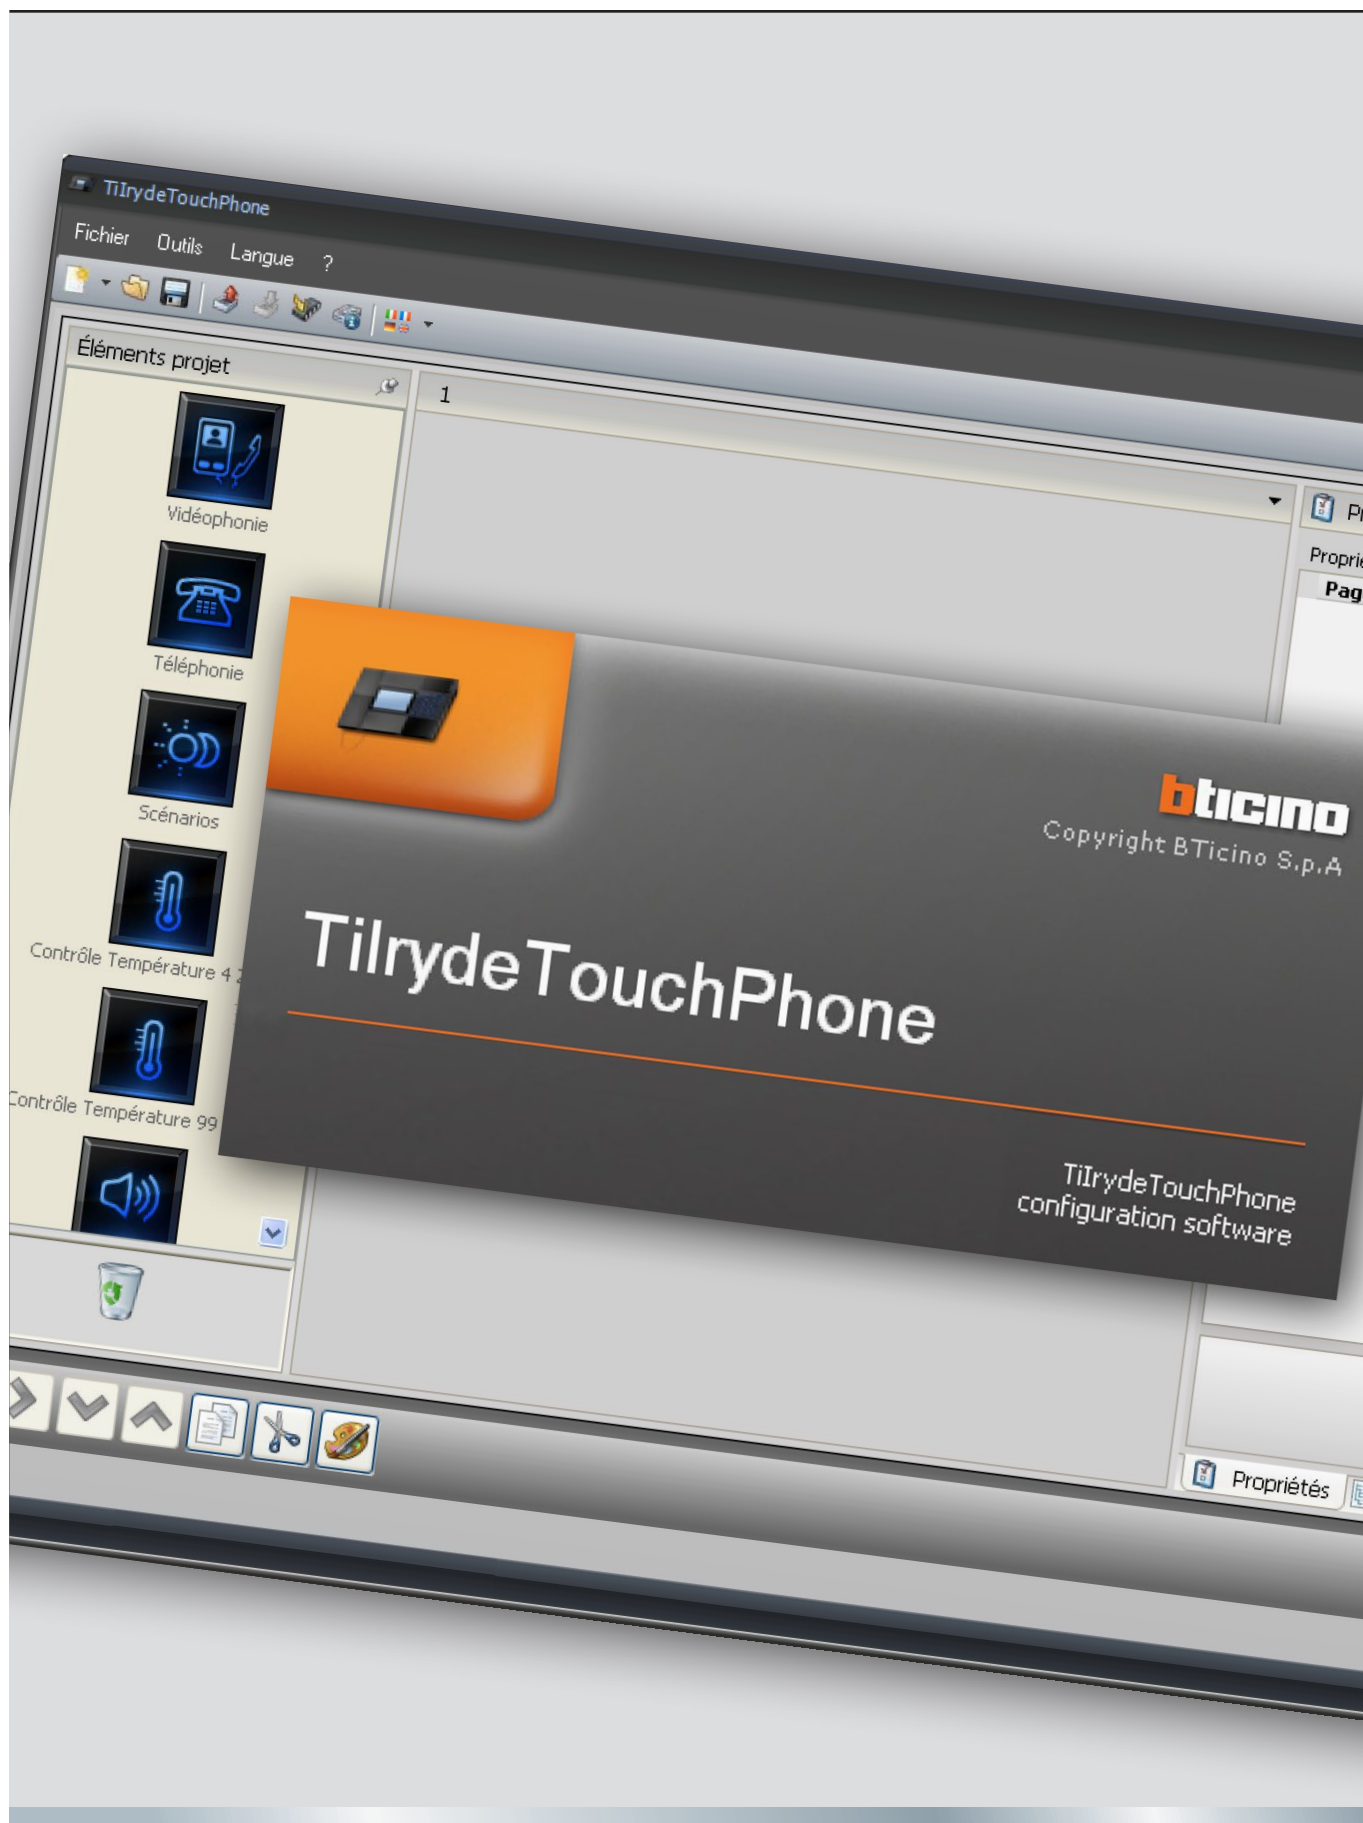 TiIrydeTouchPhone
Fichier Outils Langue ?
Éléments projet
1
Propriétés
Vidéophonie
Téléphonie
Scénarios
Contrôle Température 4
Contrôle Température 99
bticino
Copyright BTicino S.p.A
TiIrydeTouchPhone
TiIrydeTouchPhone
configuration software